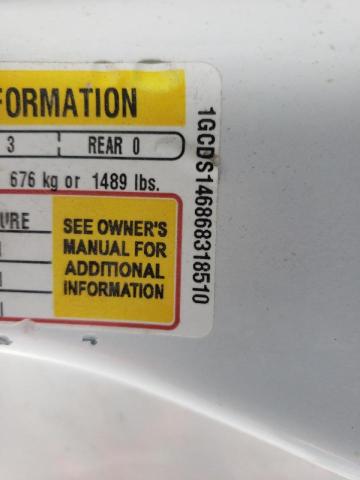 FORMATION
3 REAR 0
676 kg or 1489 lbs.
URE
SEE OWNER'S
MANUAL FOR
ADDITIONAL
INFORMATION
1GCDS146868318510